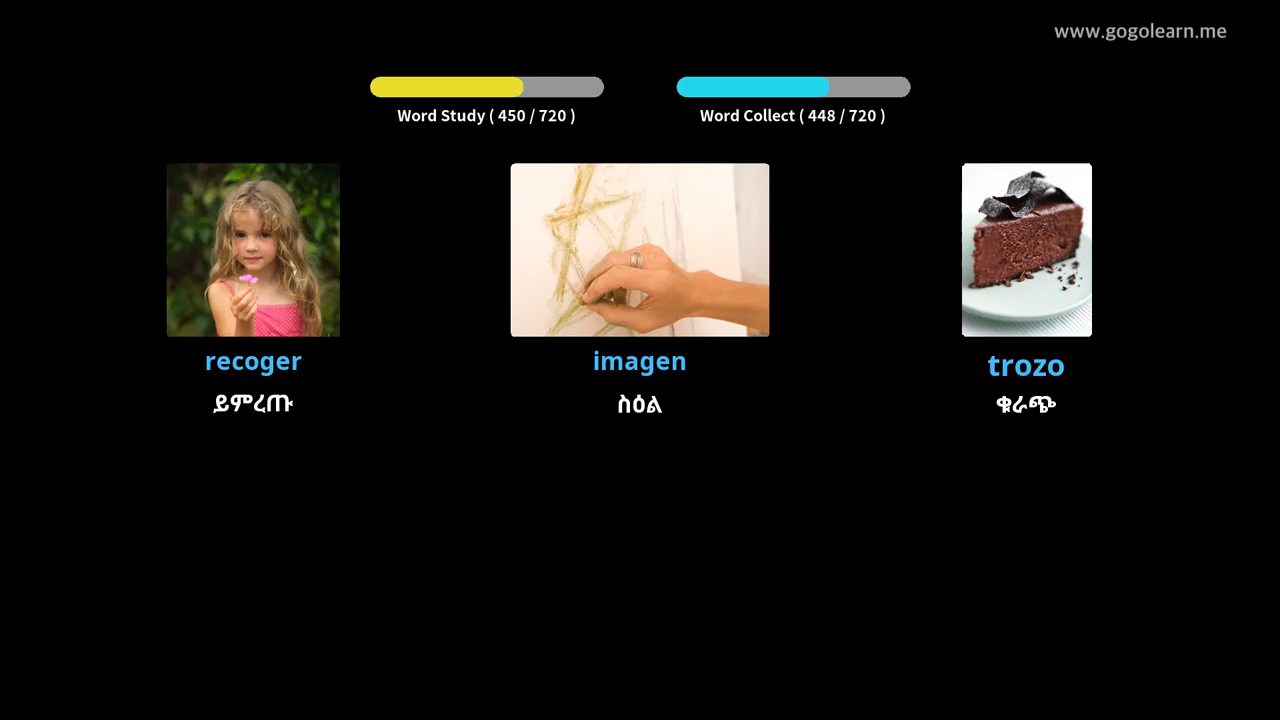 www.gogolearn.me
Word Study ( 450 / 720 )
Word Collect ( 448 / 720 )
recoger
imagen
trozo
ይምረጡ
ስዕል
ቁራጭ